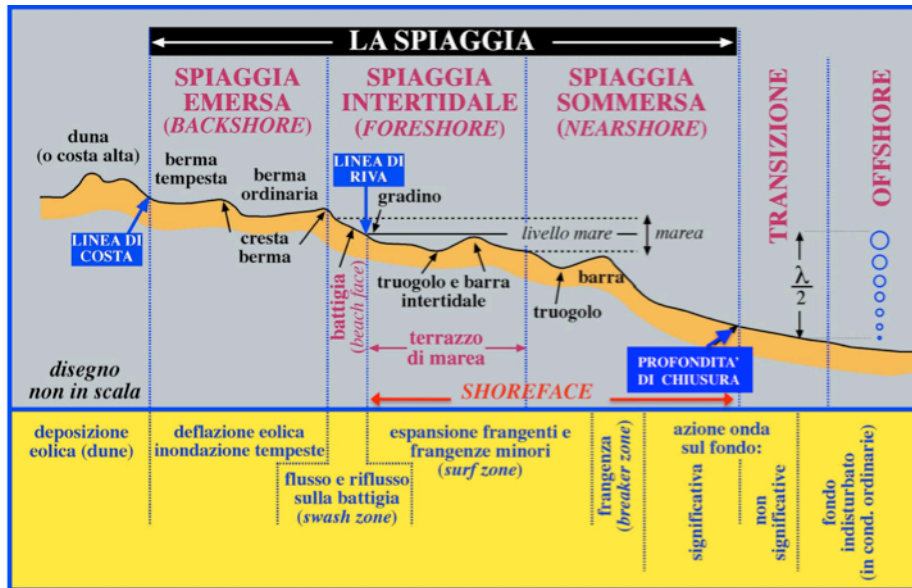 LA SPIAGGIA
SPIAGGIA
EMERSA
(BACKSHORE)
SPIAGGIA
INTERTIDALE
(FORESHORE)
SPIAGGIA
SOMMERSA
(NEARSHORE)
TRANSIZIONE
OFFSHORE
duna
(o costa alta)
berma
tempesta
berma
ordinaria
LINEA DI
RIVA
gradino
LINEA DI
COSTA
cresta
berma
livello mare
marea
battigia
(beach face)
truogolo e barra
intertidale
barra
truogolo
λ
2
terrazzo
di marea
PROFONDITA'
DI CHIUSURA
disegno
non in scala
SHOREFACE
deposizione
eolica (dune)
deflazione eolica
inondazione tempeste
flusso e riflusso
sulla battigia
(swash zone)
espansione frangenti e
frangenze minori
(surf zone)
frangenza
(breaker zone)
azione onda
sul fondo:
significativa
non
significative
fondo
indisturbato
(in cond. ordinarie)